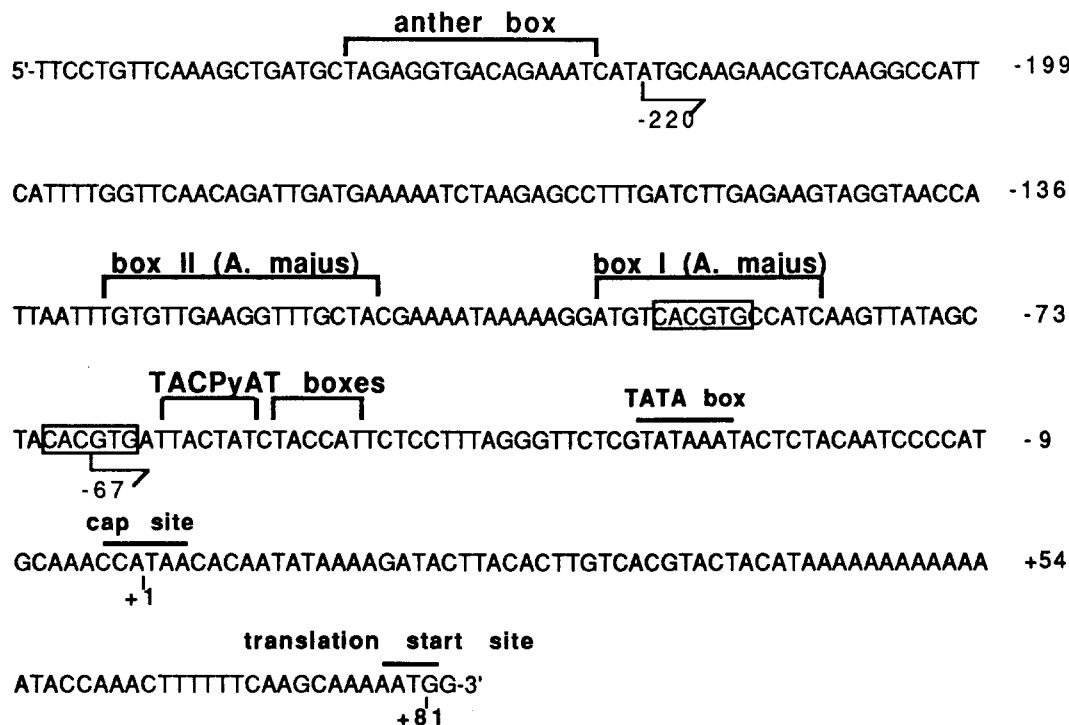 anther box
5'-TTCCTGTTCAAAGCTGATGCTAGAGGTGACAGAAATCATATGCAAGAACGTCAAGGCCATT -199
-220
CATTTTGGTTCAACAGATTGATGAAAAATCTAAGAGCCTTTGATCTTGAGAAGTAGGTAACCA -136
box II (A. majus) box I (A. majus)
TTAATTTGTGTTGAAGGTTTGCTACGAAAATAAAAAGGATGTCACGTGCCATCAAGTTATAGC -73
TACPyAT boxes TATA box
TACACGTGATTACTATCTACCATTCTCCTTTAGGGTTCTCGTATAAATACTCTACAATCCCCAT -9
-67
cap site
GCAAACCATAACACAATATAAAAGATACTTACACTTGTCACGTACTACATAAAAAAAAAAAA +54
+1
translation start site
ATACCAAACTTTTTTCAAGCAAAAATGG-3'
+81